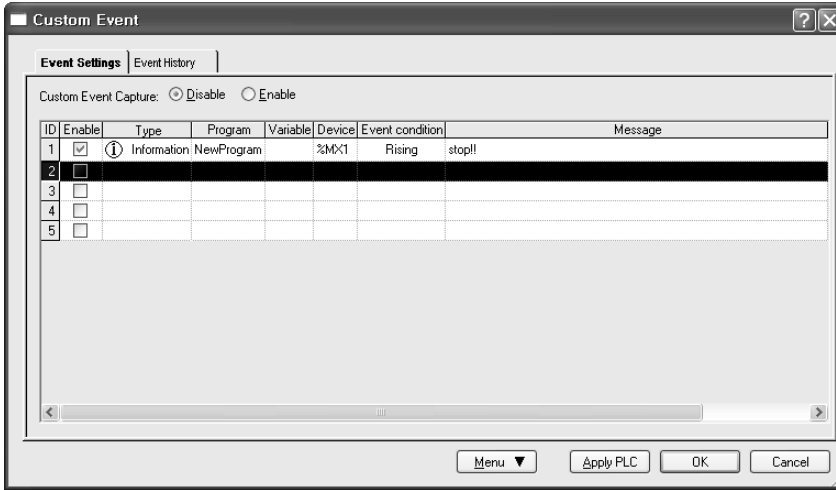 Custom Event
Event Settings Event History
Custom Event Capture: Disable Enable
ID Enable Type Program Variable Device Event condition Message
1 Information NewProgram %MX1 Rising stop!!
2
3
4
5
Menu ▼ Apply PLC OK Cancel